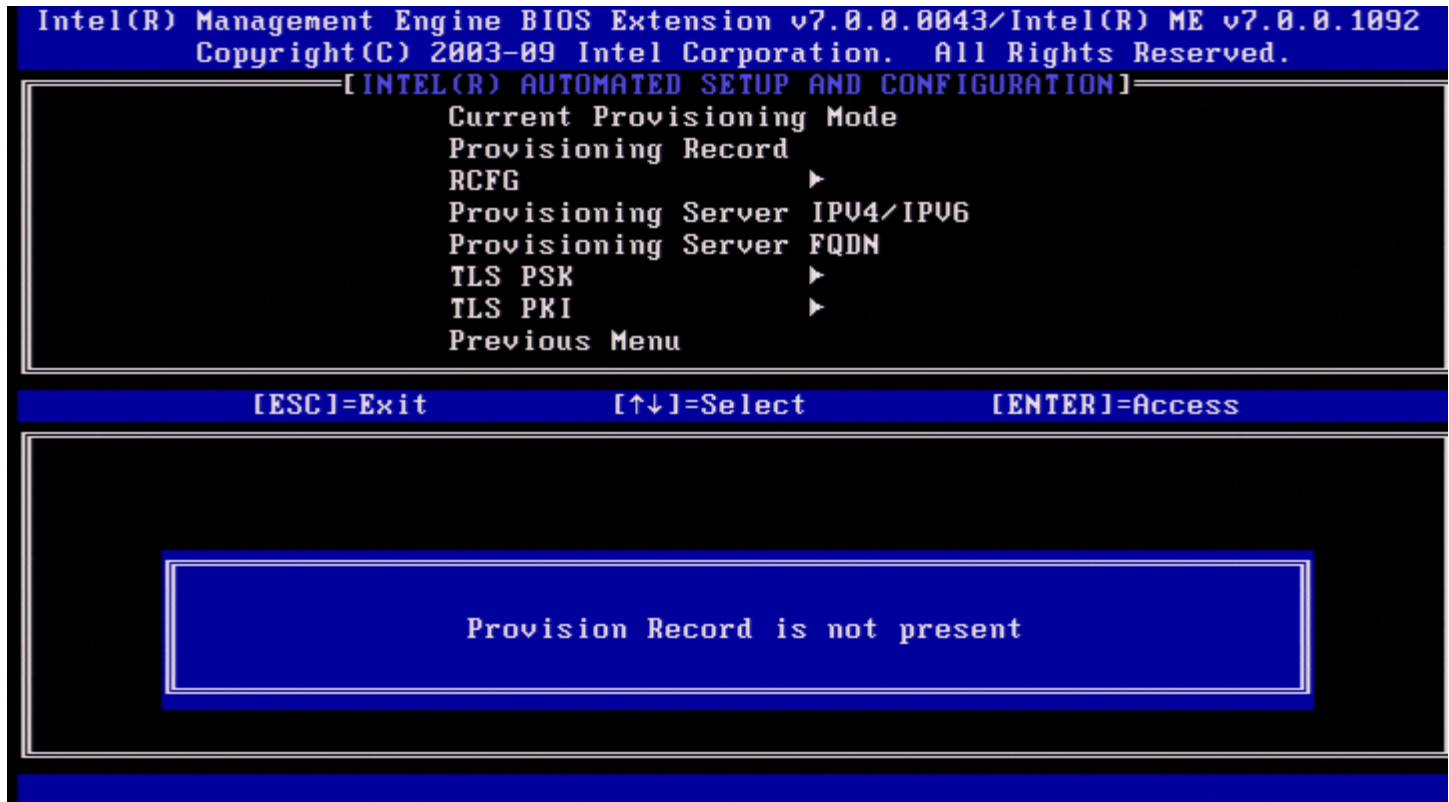 Intel(R) Management Engine BIOS Extension v7.0.0.0043/Intel(R) ME v7.0.0.1092
Copyright(C) 2003-09 Intel Corporation. All Rights Reserved.
[INTEL(R) AUTOMATED SETUP AND CONFIGURATION]
Current Provisioning Mode
Provisioning Record
RCFG ►
Provisioning Server IPV4/IPV6
Provisioning Server FQDN
TLS PSK ►
TLS PKI ►
Previous Menu
[ESC]=Exit [↑↓]=Select [ENTER]=Access
Provision Record is not present